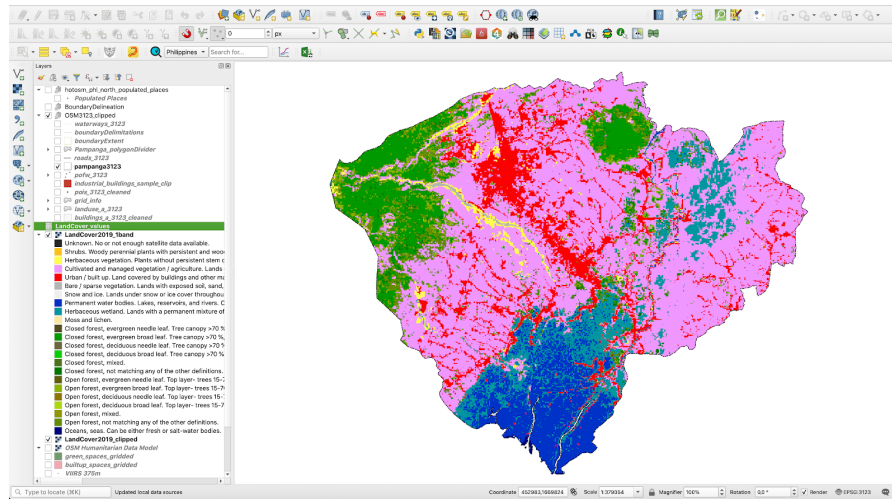 0
px
Philippines
Search for...
Layers
hotosm_phl_north_populated_places
Populated Places
BoundaryDelineation
OSM3123_clipped
waterways_3123
boundaryDelimitations
boundaryExtent
Pampanga_polygonDivider
roads_3123
pampanga3123
pofw_3123
industrial_buildings_sample_clip
pois_3123_cleaned
grid_info
landuse_a_3123
buildings_a_3123_cleaned
LandCover_values
LandCover2019_1band
Unknown. No or not enough satellite data available.
Shrubs. Woody perennial plants with persistent and
Herbaceous vegetation. Plants without persistent stem
Cultivated and managed vegetation / agriculture. Lands
Urban / built up. Land covered by buildings and other
Bare / sparse vegetation. Lands with exposed soil, sand,
Snow and ice. Lands under snow or ice cover
Permanent water bodies. Lakes, reservoirs, and rivers.
Herbaceous wetland. Lands with a permanent mixture of
Moss and lichen.
Closed forest, evergreen needle leaf. Tree canopy >70 %
Closed forest, evergreen broad leaf. Tree canopy >70 %,
Closed forest, deciduous needle leaf. Tree canopy >70
Closed forest, deciduous broad leaf. Tree canopy >70 %
Closed forest, mixed.
Closed forest, not matching any of the other definitions.
Open forest, evergreen needle leaf. Top layer- trees
Open forest, evergreen broad leaf. Top layer- trees
Open forest, deciduous needle leaf. Top layer- trees
Open forest, deciduous broad leaf. Top layer- trees
Open forest, mixed.
Open forest, not matching any of the other definitions.
Oceans, seas. Can be either fresh or salt-water bodies.
LandCover2019_clipped
OSM Humanitarian Data Model
green_spaces_gridded
builtup_spaces_gridded
VIIRS 375m
Type to locate (⌘K)
Updated local data sources
Coordinate 452983,1669824
Scale 1:379354
Magnifier 100%
Rotation 0,0 °
Render
EPSG:3123